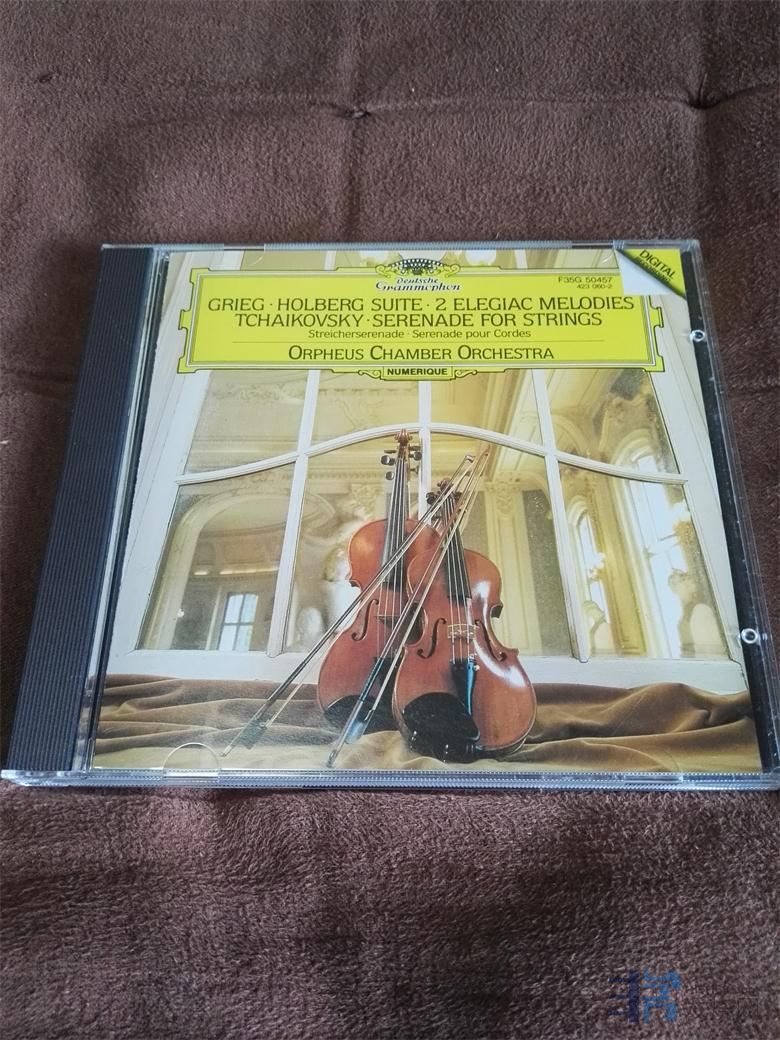 Deutsche
Grammophon
F35G 50457
423 060-2
DIGITAL
GRIEG · HOLBERG SUITE · 2 ELEGIAC MELODIES
TCHAIKOVSKY · SERENADE FOR STRINGS
Streicherserenade · Serenade pour Cordes
ORPHEUS CHAMBER ORCHESTRA
NUMERIQUE